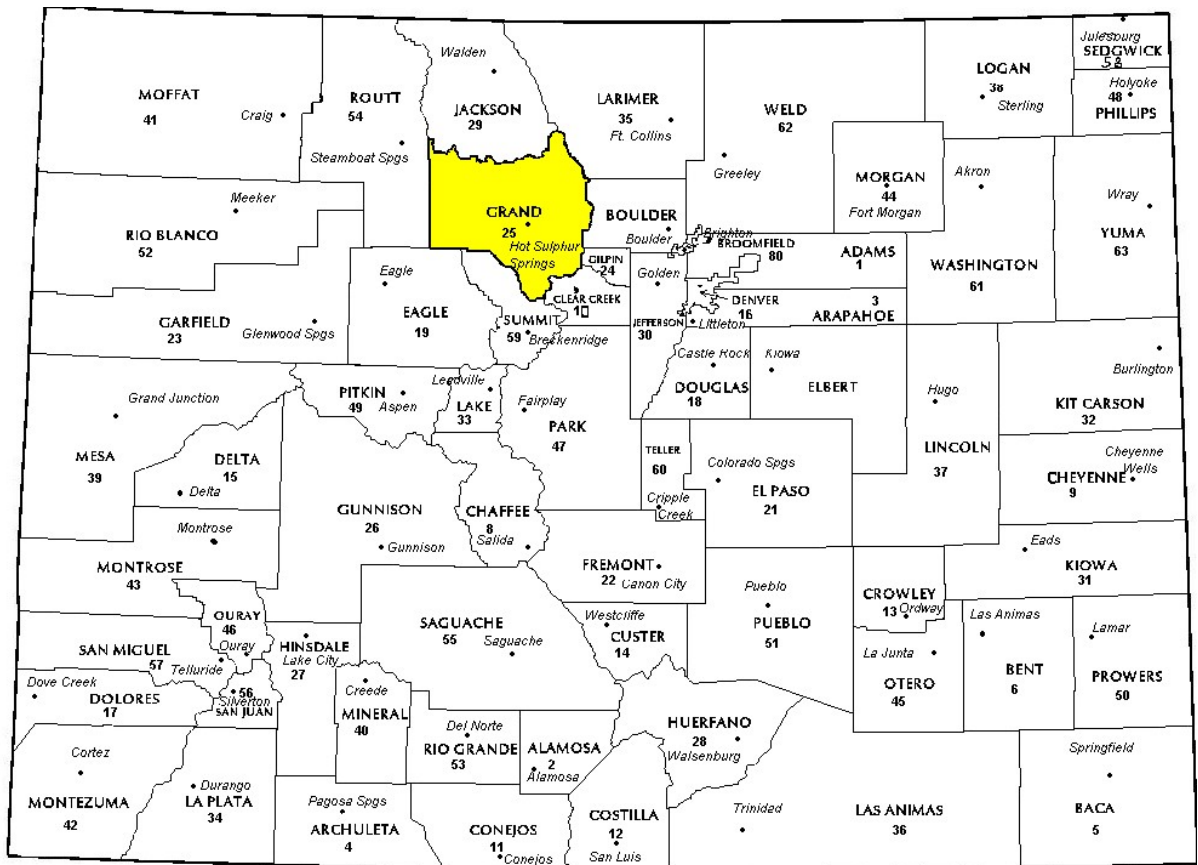 Walden
JACKSON
29
MOFFAT
41
Craig
ROUTT
54
Steamboat Spgs
LARIMER
35
Ft. Collins
WELD
62
Greeley
LOGAN
38
Sterling
Julesburg
SEDGWICK
58
Holyoke
48
PHILLIPS
Meeker
RIO BLANCO
52
GRAND
25
Hot Sulphur
Springs
BOULDER
Boulder
Brighton
BROOMFIELD
80
MORGAN
44
Fort Morgan
Akron
WASHINGTON
61
Wray
YUMA
63
ADAMS
1
GILPIN
24
CLEAR CREEK
10
Golden
JEFFERSON
30
DENVER
16
Littleton
3
ARAPAHOE
GARFIELD
23
Glenwood Spgs
Eagle
EAGLE
19
SUMMIT
59
Breckenridge
Castle Rock
DOUGLAS
18
Kiowa
ELBERT
Hugo
LINCOLN
37
Burlington
KIT CARSON
32
Grand Junction
MESA
39
PITKIN
49
Aspen
Leadville
LAKE
33
Fairplay
PARK
47
DELTA
15
Delta
TELLER
60
Cripple
Creek
Colorado Spgs
EL PASO
21
Cheyenne
Wells
CHEYENNE
9
GUNNISON
26
Gunnison
CHAFFEE
8
Salida
Montrose
MONTROSE
43
FREMONT
22
Canon City
Eads
KIOWA
31
OURAY
46
Ouray
HINSDALE
Lake City
27
SAGUACHE
55
Saguache
Westcliffe
CUSTER
14
Pueblo
PUEBLO
51
CROWLEY
13
Ordway
Las Animas
BENT
6
Lamar
PROWERS
50
SAN MIGUEL
57
Telluride
La Junta
OTERO
45
Dove Creek
DOLORES
17
56
Silverton
SAN JUAN
Creede
MINERAL
40
Del Norte
RIO GRANDE
53
ALAMOSA
2
Alamosa
HUERFANO
28
Walsenburg
Cortez
MONTEZUMA
42
Durango
LA PLATA
34
Pagosa Spgs
ARCHULETA
4
CONEJOS
11
Conejos
COSTILLA
12
San Luis
Trinidad
LAS ANIMAS
36
Springfield
BACA
5